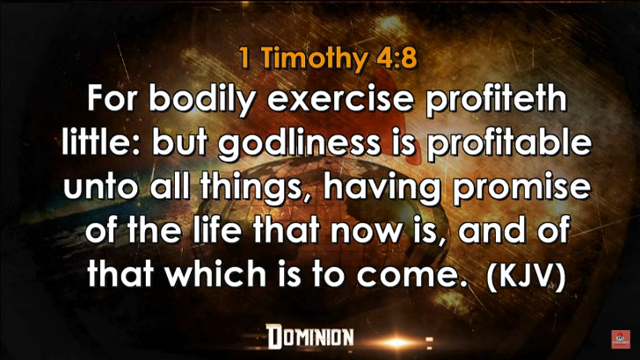 1 Timothy 4:8
For bodily exercise profiteth
little: but godliness is profitable
unto all things, having promise
of the life that now is, and of
that which is to come. (KJV)
DOMINION